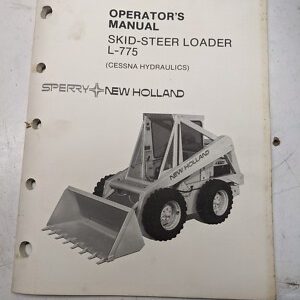 OPERATOR'S
MANUAL
SKID-STEER LOADER
L-775
(CESSNA HYDRAULICS)
SPERRY NEW HOLLAND
NEW HOLLAND